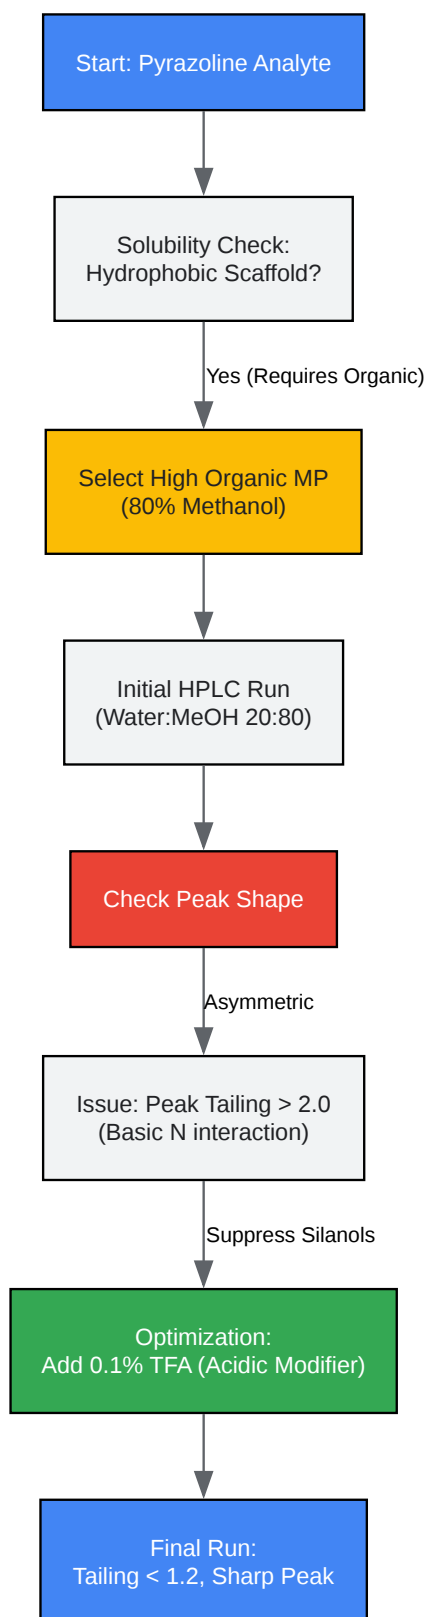 Start: Pyrazoline Analyte
Solubility Check:
Hydrophobic Scaffold?
Yes (Requires Organic)
Select High Organic MP
(80% Methanol)
Initial HPLC Run
(Water:MeOH 20:80)
Check Peak Shape
Asymmetric
Issue: Peak Tailing > 2.0
(Basic N interaction)
Suppress Silanols
Optimization:
Add 0.1% TFA (Acidic Modifier)
Final Run:
Tailing < 1.2, Sharp Peak